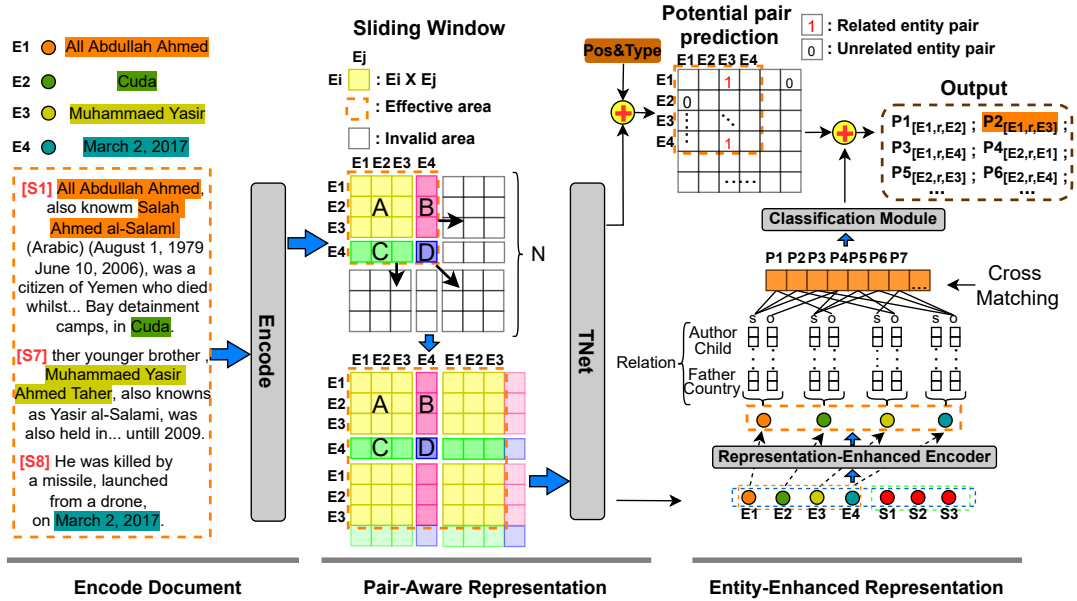 E1 All Abdullah Ahmed
E2 Cuda
E3 Muhammaed Yasir
E4 March 2, 2017
[S1] All Abdullah Ahmed,
also knowm Salah
Ahmed al-SalamI
(Arabic) (August 1, 1979
June 10, 2006), was a
citizen of Yemen who died
whilst... Bay detainment
camps, in Cuda.
[S7] ther younger brother ,
Muhammaed Yasir
Ahmed Taher, also knowns
as Yasir al-Salami, was
also held in... untill 2009.
[S8] He was killed by
a missile, launched
from a drone,
on March 2, 2017.
Encode
Encode Document
Sliding Window
Ej
Ei : Ei X Ej
: Effective area
: Invalid area
E1 E2 E3 E4
E1
E2
E3
E4
A B
C D
N
E1 E2 E3 E4 E1 E2 E3
E1
E2
E3
E4
E1
E2
E3
A B
C D
Pair-Aware Representation
TNet
Pos&Type
Potential pair
prediction
E1 E2 E3 E4
E1
E2
E3
E4
1 0
0
1
.....
1 : Related entity pair
0 : Unrelated entity pair
Output
P1[E1,r,E2] ; P2[E1,r,E3] ;
P3[E1,r,E4] ; P4[E2,r,E1] ;
P5[E2,r,E3] ; P6[E2,r,E4] ;
... ...
Classification Module
P1 P2 P3 P4 P5 P6 P7
...
Cross
Matching
s o s o s o s o
Relation
Author
Child
Father
Country
Representation-Enhanced Encoder
E1 E2 E3 E4 S1 S2 S3
Entity-Enhanced Representation